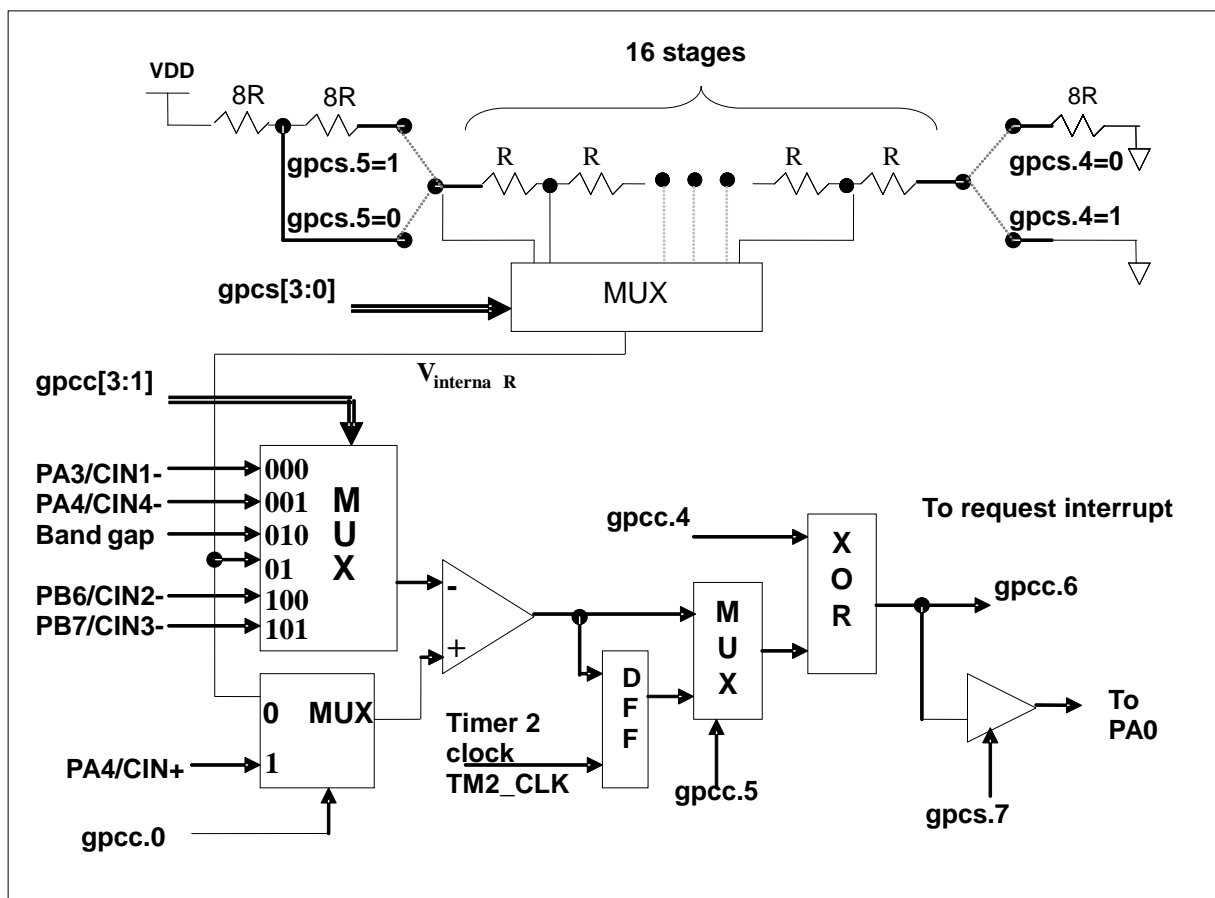 16 stages
VDD
8R
8R
8R
gpcs.5=1
R
R
R
R
gpcs.4=0
gpcs.5=0
gpcs.4=1
gpcs[3:0]
MUX
V interna R
gpcc[3:1]
PA3/CIN1-
000
PA4/CIN4-
001
Band gap
010
01
PB6/CIN2-
100
PB7/CIN3-
101
M
U
X
-
+
gpcc.4
X
O
R
To request interrupt
gpcc.6
M
U
X
D
F
F
0 MUX
1
PA4/CIN+
gpcc.0
Timer 2
clock
TM2_CLK
gpcc.5
To
PA0
gpcs.7